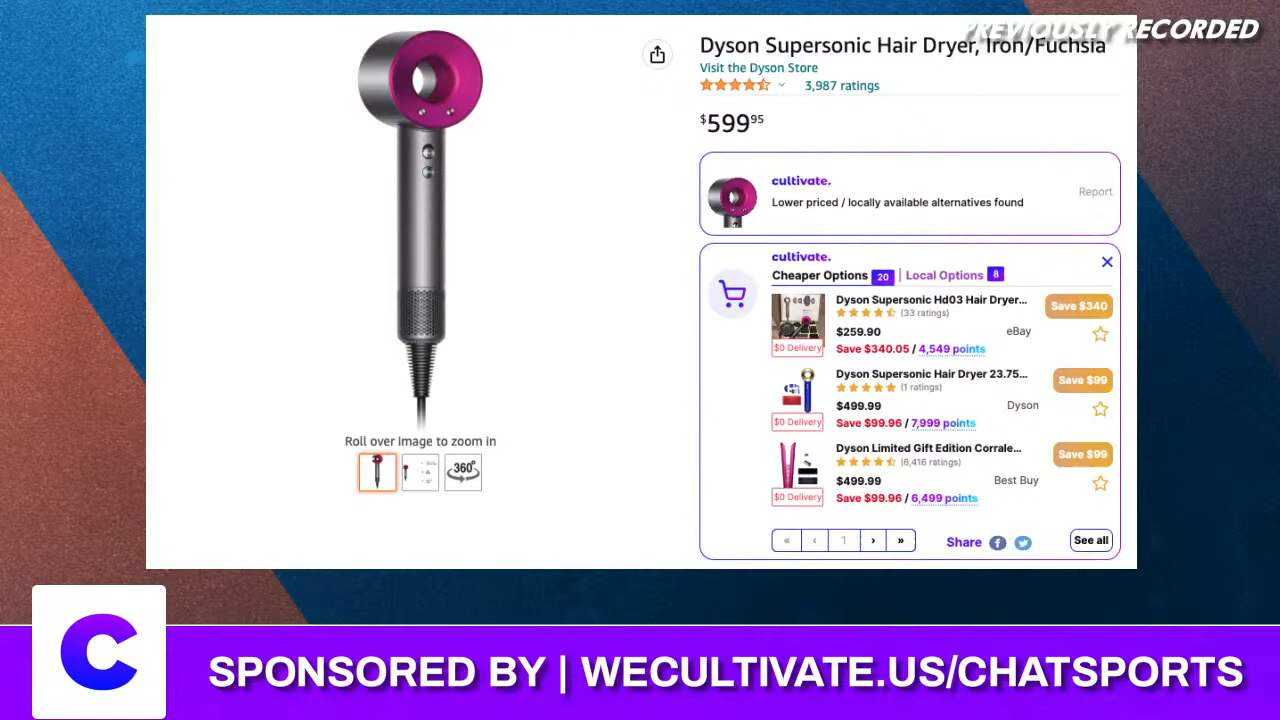 PREVIOUSLY RECORDED
Dyson Supersonic Hair Dryer, Iron/Fuchsia
Visit the Dyson Store
3,987 ratings
$59995
cultivate.
Lower priced / locally available alternatives found
Report
cultivate.
Cheaper Options 20 | Local Options 8
Dyson Supersonic Hd03 Hair Dryer...
(33 ratings)
$259.90
eBay
Save $340.05 / 4,549 points
Save $340
$0 Delivery
Dyson Supersonic Hair Dryer 23.75...
(1 ratings)
$499.99
Dyson
Save $99.96 / 7,999 points
Save $99
$0 Delivery
Dyson Limited Gift Edition Corrale...
(6,416 ratings)
$499.99
Best Buy
Save $99.96 / 6,499 points
Save $99
$0 Delivery
« ‹ 1 › »
Share
See all
Roll over image to zoom in
360°
C
SPONSORED BY | WECULTIVATE.US/CHATSPORTS